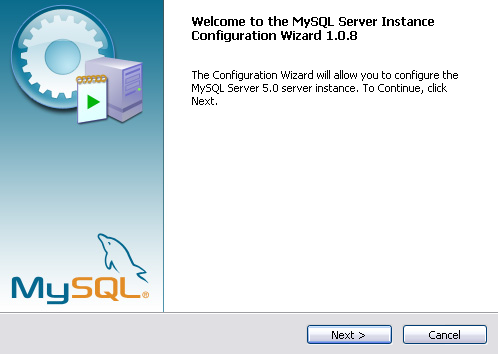 Welcome to the MySQL Server Instance
Configuration Wizard 1.0.8
The Configuration Wizard will allow you to configure the
MySQL Server 5.0 server instance. To Continue, click
Next.
MySQL®
Next >
Cancel